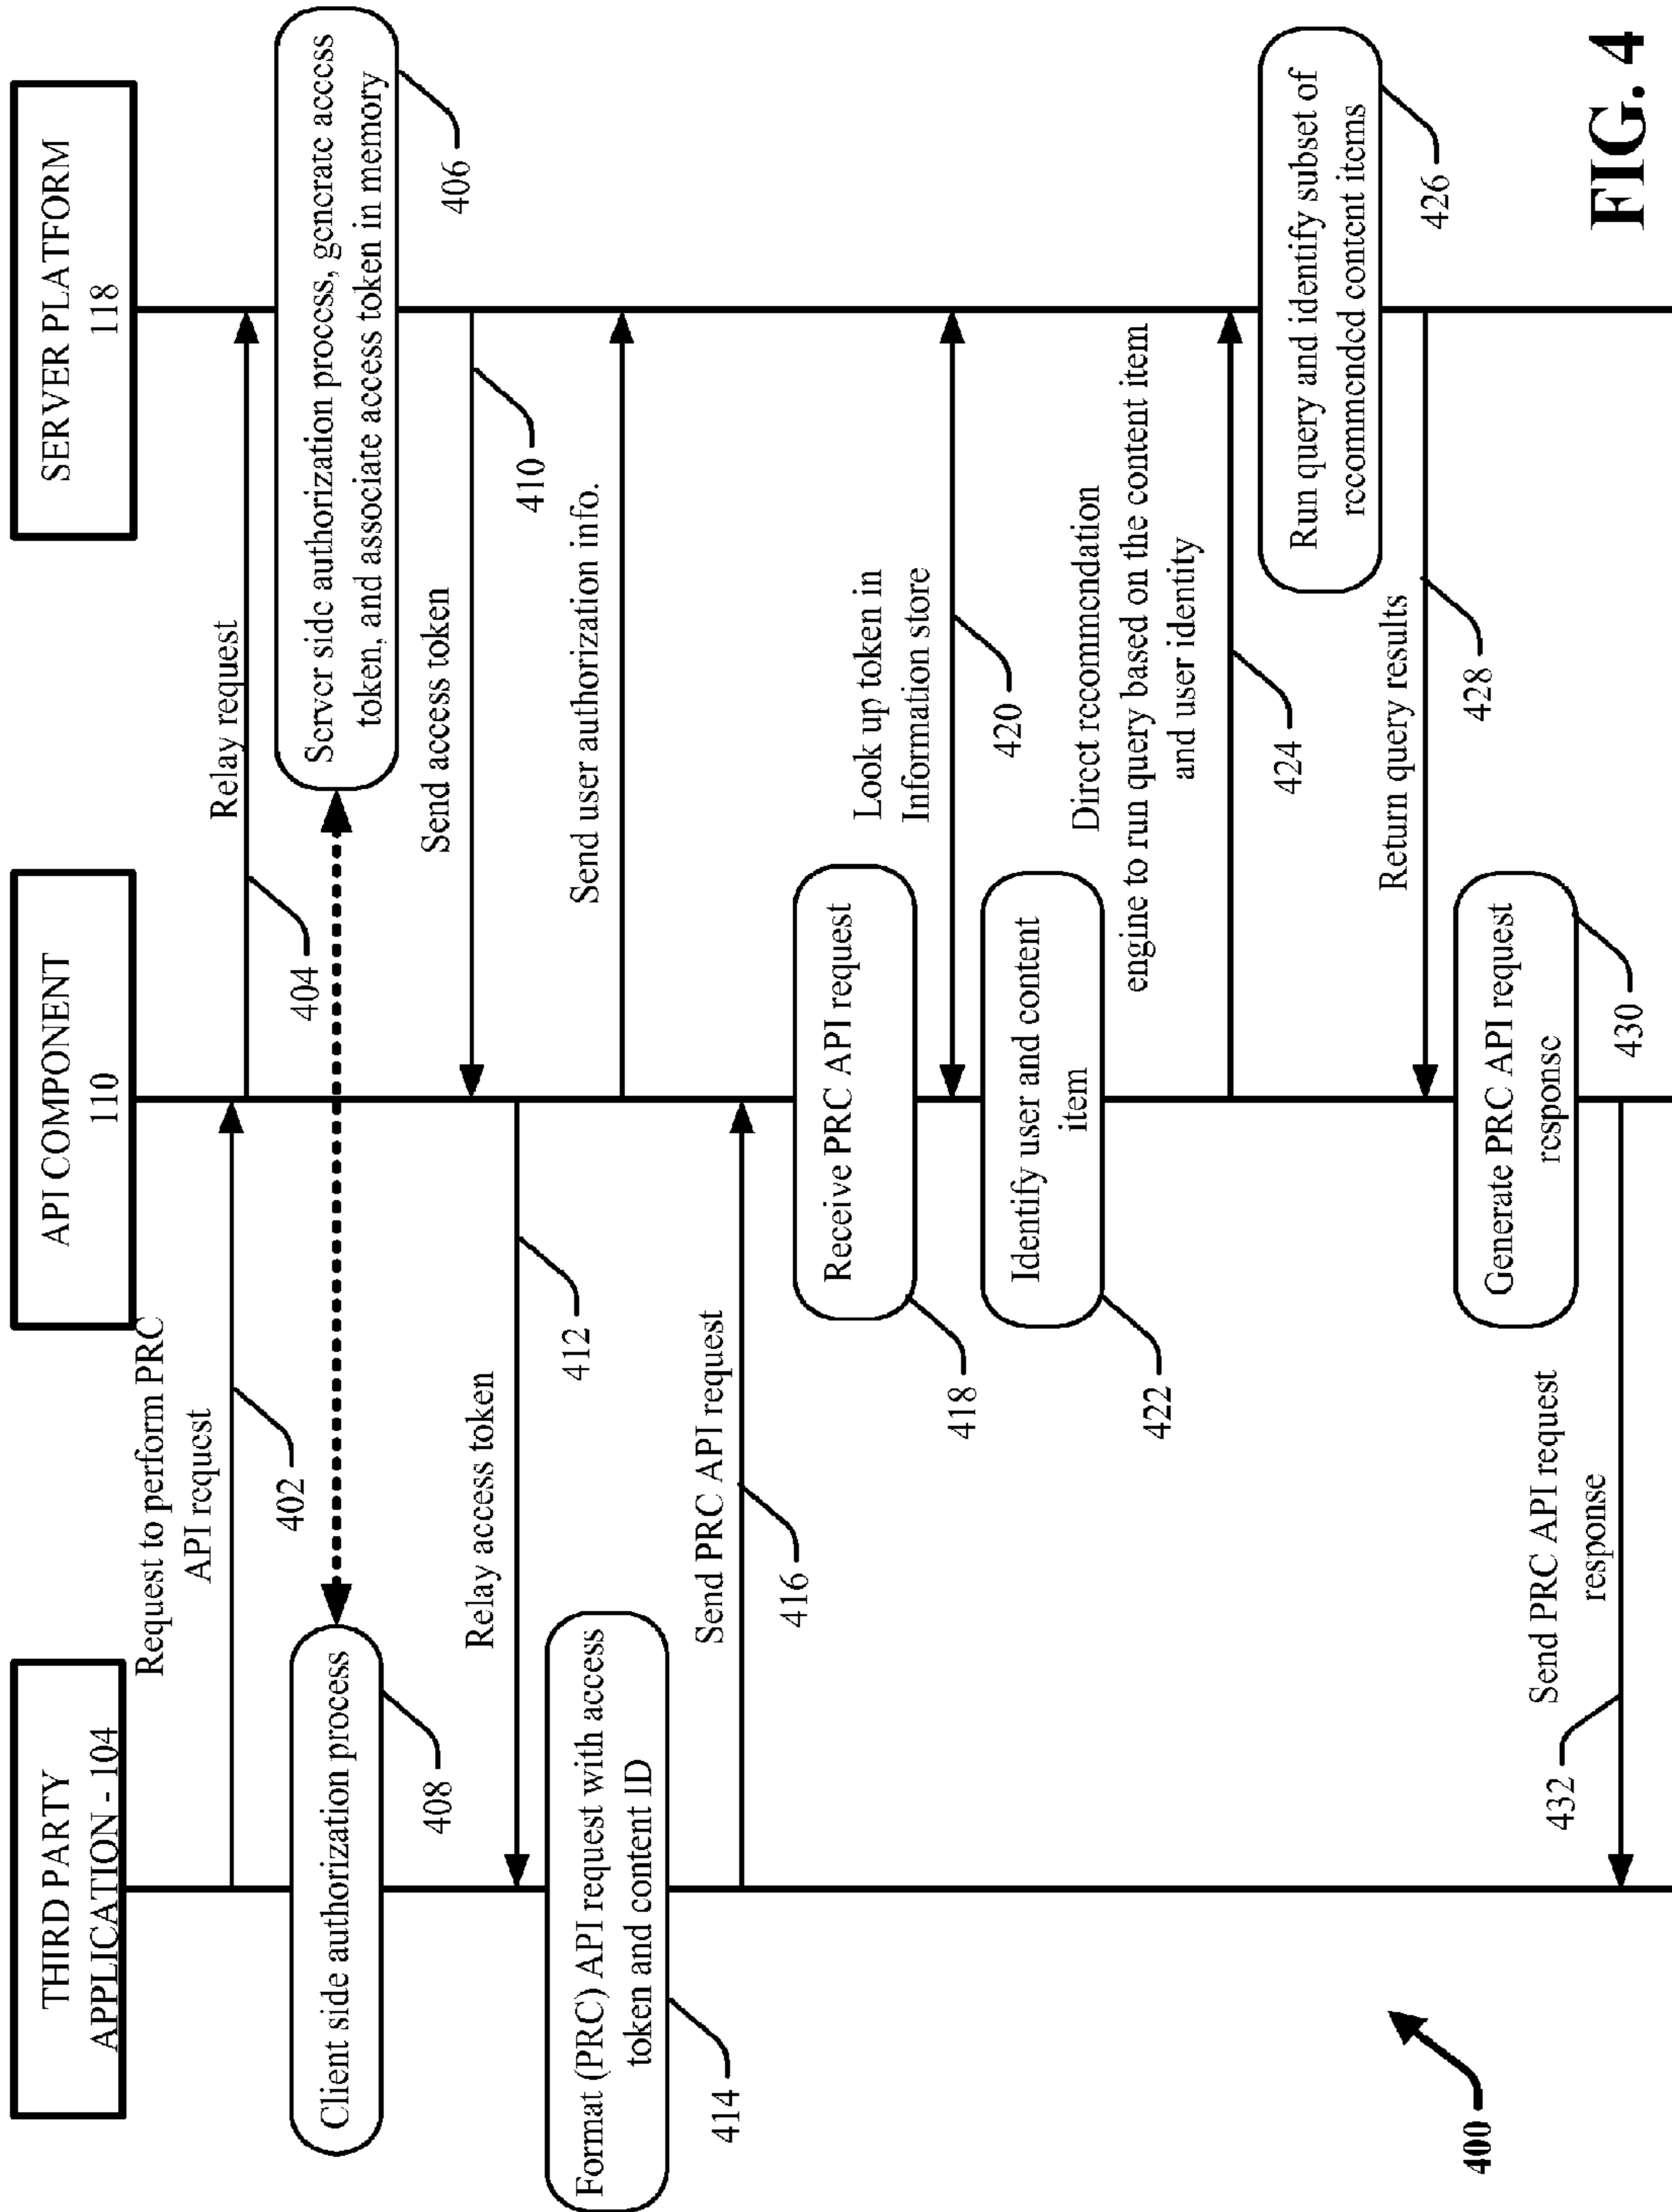 THIRD PARTY
APPLICATION - 104
API COMPONENT
110
SERVER PLATFORM
118
Request to perform PRC
API request
402
Relay request
404
Client side authorization process
408
Server side authorization process, generate access
token, and associate access token in memory
406
Send access token
410
Relay access token
412
Format (PRC) API request with access
token and content ID
414
Send user authorization info.
Send PRC API request
416
Receive PRC API request
418
Look up token in
Information store
420
Identify user and content
item
422
Direct recommendation
engine to run query based on the content item
and user identity
424
Run query and identify subset of
recommended content items
426
Return query results
428
Generate PRC API request
response
430
Send PRC API request
response
432
400
FIG. 4